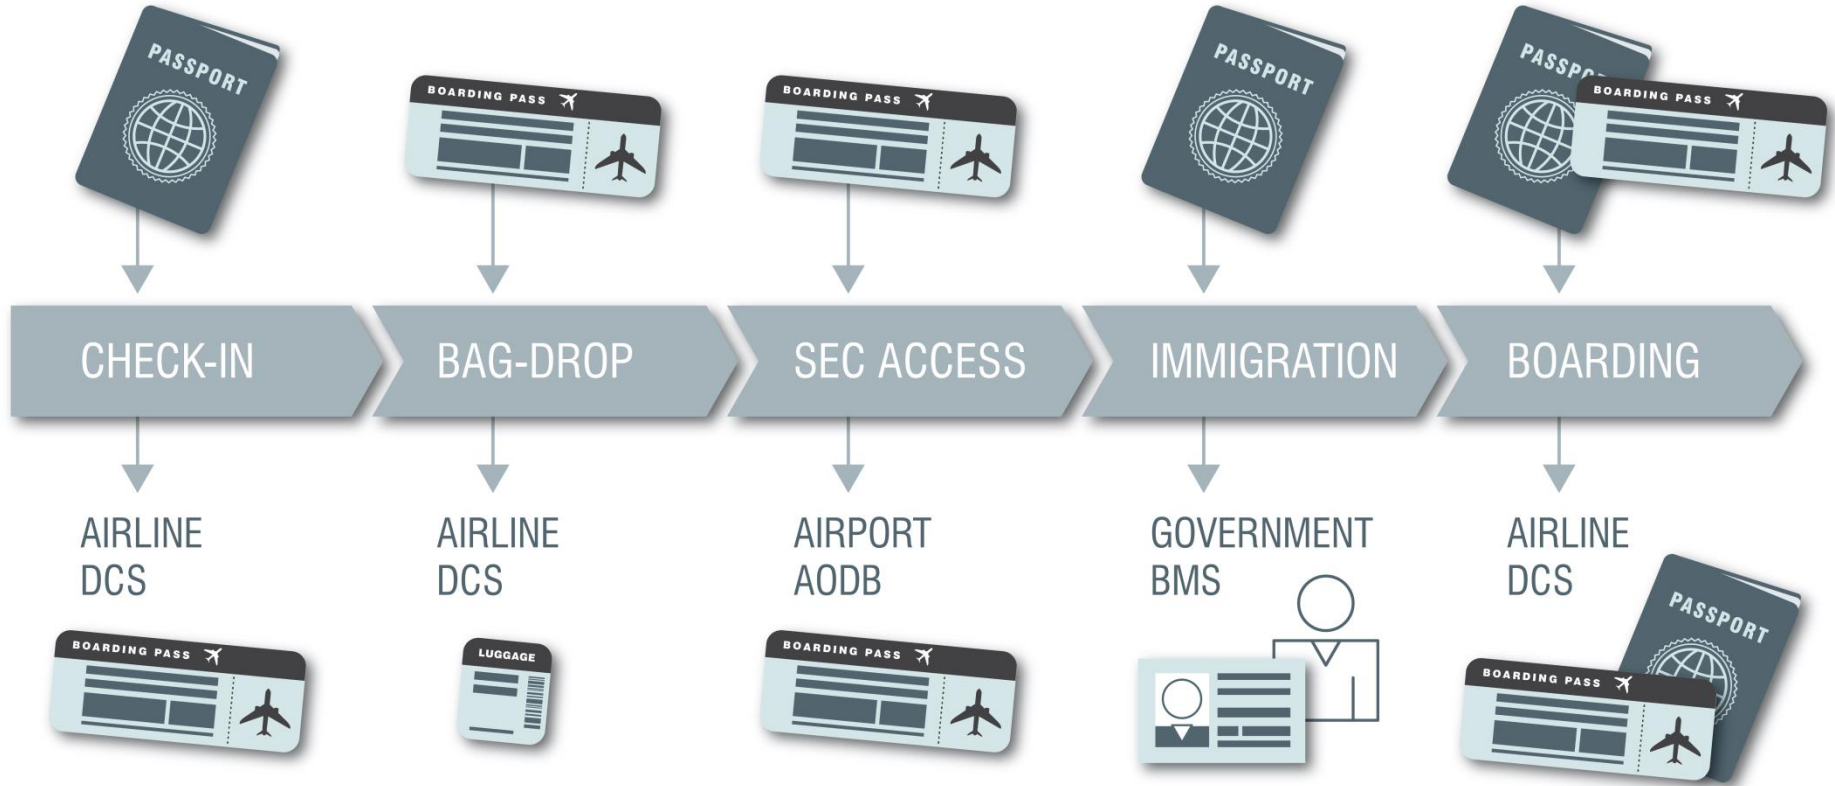 PASSPORT
BOARDING PASS
BOARDING PASS
PASSPORT
PASSPO
BOARDING PASS
CHECK-IN
BAG-DROP
SEC ACCESS
IMMIGRATION
BOARDING
AIRLINE
DCS
AIRLINE
DCS
AIRPORT
AODB
GOVERNMENT
BMS
AIRLINE
DCS
BOARDING PASS
LUGGAGE
BOARDING PASS
PASSPORT
BOARDING PASS